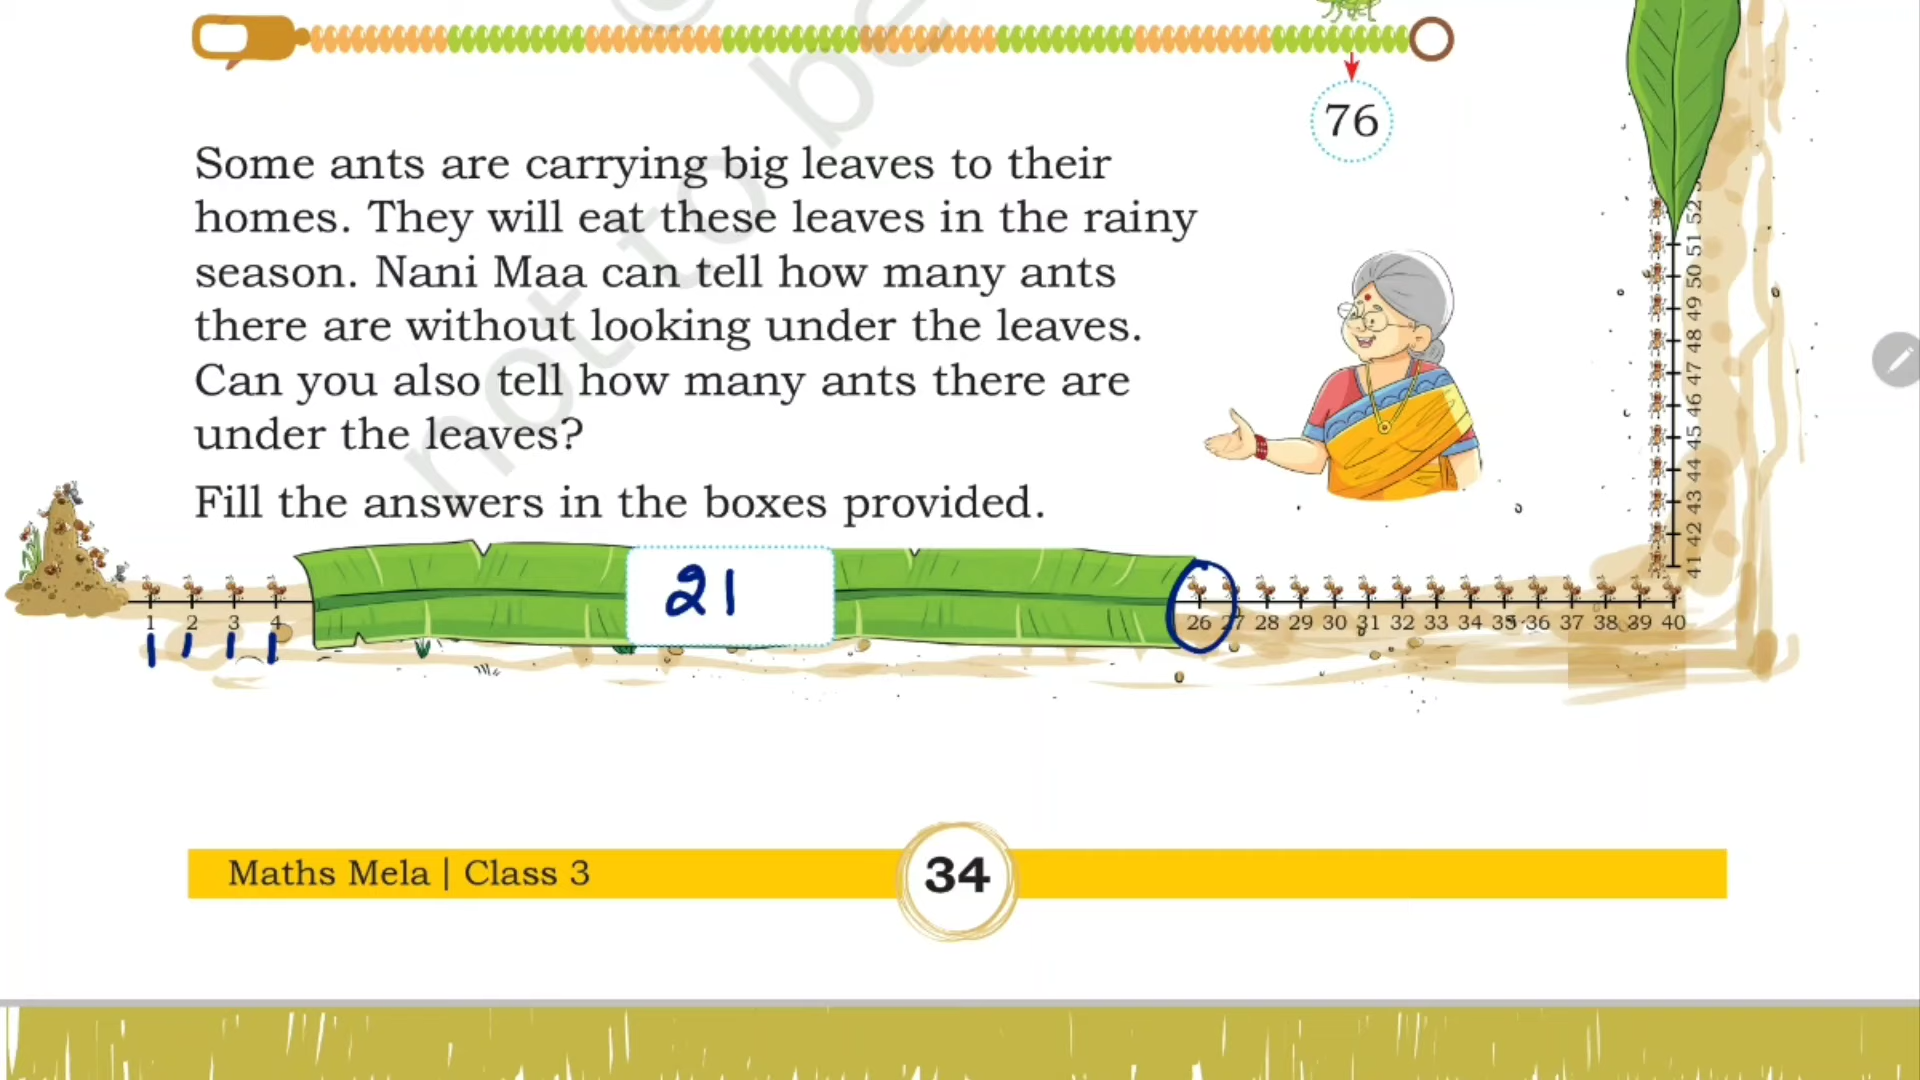 76
Some ants are carrying big leaves to their
homes. They will eat these leaves in the rainy
season. Nani Maa can tell how many ants
there are without looking under the leaves.
Can you also tell how many ants there are
under the leaves?
Fill the answers in the boxes provided.
not to be
21
1 2 3 4
26 27 28 29 30 31 32 33 34 35 36 37 38 39 40
41 42 43 44 45 46 47 48 49 50 51 52
Maths Mela | Class 3
34